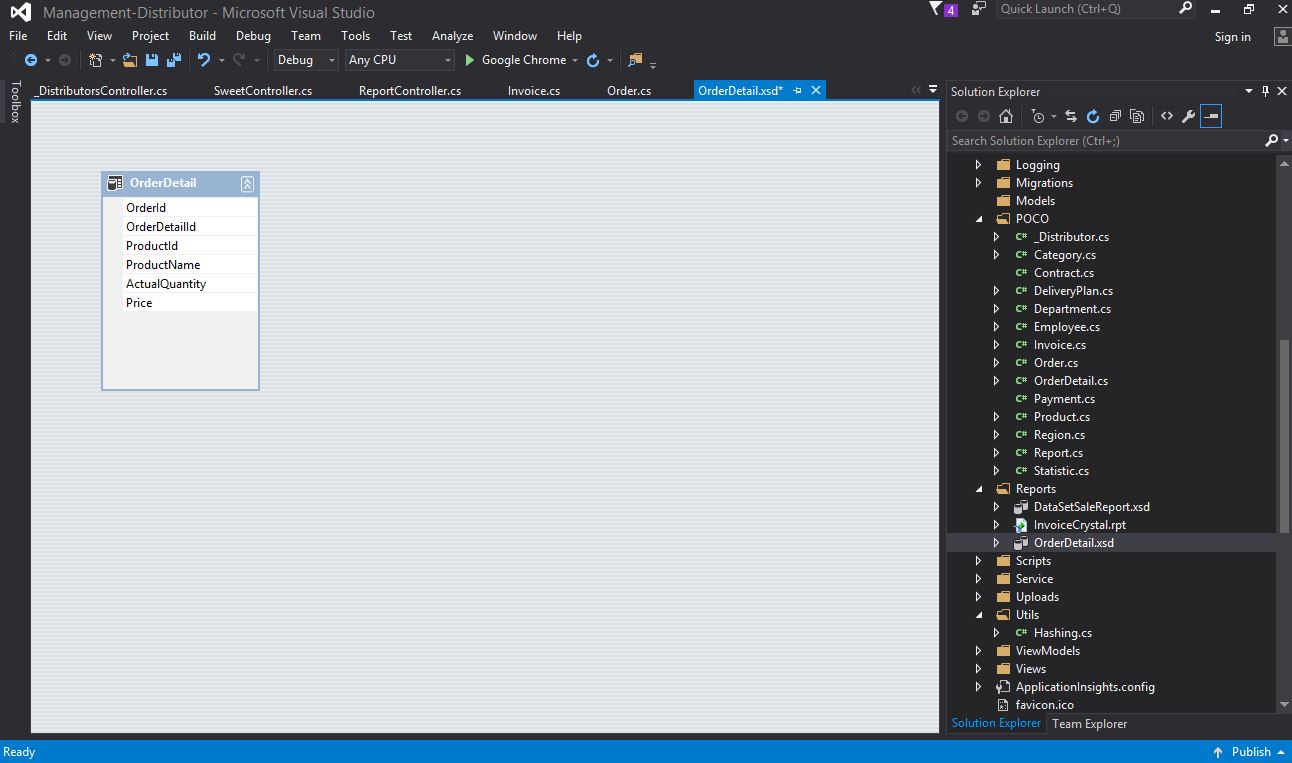 Management-Distributor - Microsoft Visual Studio
4
Quick Launch (Ctrl+Q)
File Edit View Project Build Debug Team Tools Test Analyze Window Help
Sign in
Debug Any CPU Google Chrome
Toolbox
_DistributorsController.cs SweetController.cs ReportController.cs Invoice.cs Order.cs OrderDetail.xsd*
OrderDetail
OrderId
OrderDetailId
ProductId
ProductName
ActualQuantity
Price
Solution Explorer
Search Solution Explorer (Ctrl+;)
Logging
Migrations
Models
POCO
C# _Distributor.cs
C# Category.cs
C# Contract.cs
C# DeliveryPlan.cs
C# Department.cs
C# Employee.cs
C# Invoice.cs
C# Order.cs
C# OrderDetail.cs
C# Payment.cs
C# Product.cs
C# Region.cs
C# Report.cs
C# Statistic.cs
Reports
DataSetSaleReport.xsd
InvoiceCrystal.rpt
OrderDetail.xsd
Scripts
Service
Uploads
Utils
C# Hashing.cs
ViewModels
Views
ApplicationInsights.config
favicon.ico
Solution Explorer Team Explorer
Ready
Publish